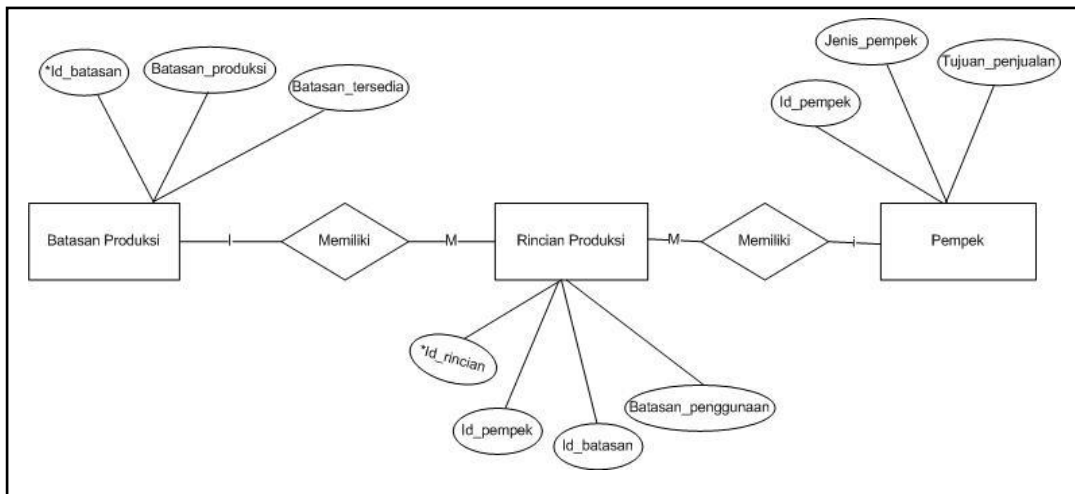 *Id_batasan
Batasan_produksi
Batasan_tersedia
Jenis_pempek
Tujuan_penjualan
Id_pempek
Batasan Produksi
I
Memiliki
M
Rincian Produksi
M
Memiliki
i
Pempek
*Id_rincian
Id_pempek
Id_batasan
Batasan_penggunaan